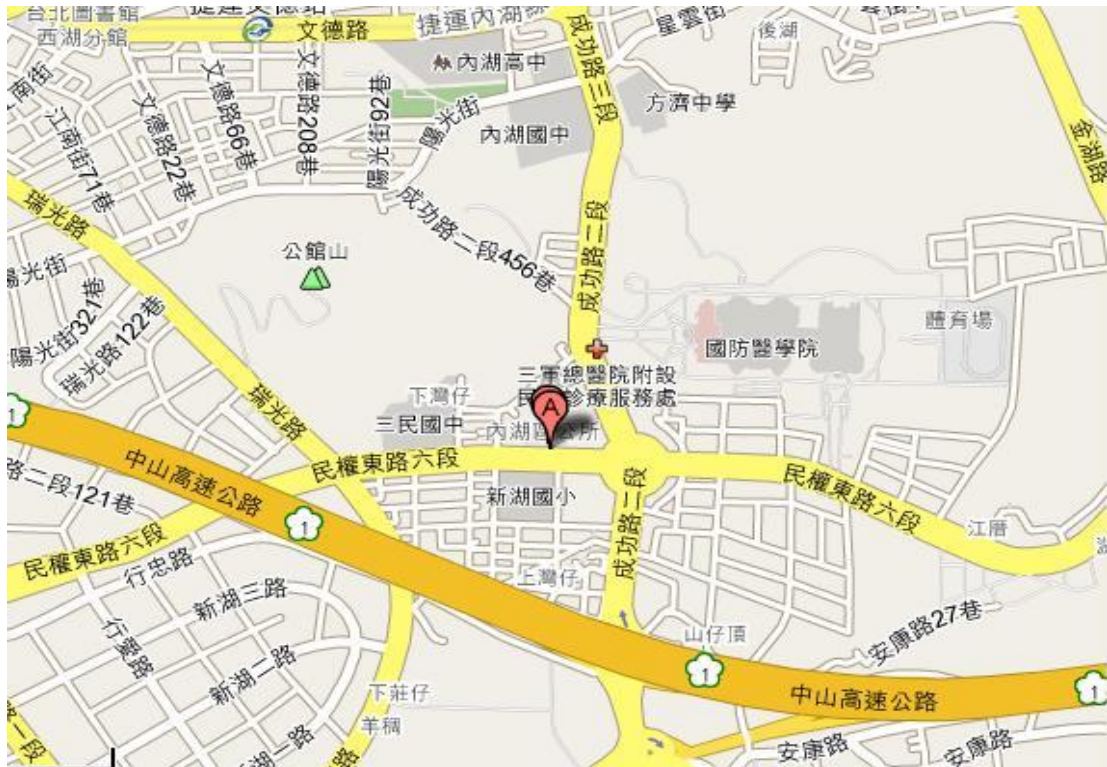 台北圖書館
西湖分館
文德路
捷運內湖線
成功路三段
星雲街
後湖
內湖高中
方濟中學
內湖國中
陽光街
陽光街92巷
文德路208巷
文德路66巷
文德路22巷
江南街71巷
瑞光路
金湖路
成功路二段456巷
成功路二段
公館山
陽光街321巷
瑞光路122巷
瑞光路
體育場
國防醫學院
三軍總醫院附設
診療服務處
下灣仔
三民國中
A
1
中山高速公路
民權東路六段
新湖國小
民權東路六段
江厝
路二段121巷
1
民權東路六段
行忠路
上灣仔
成功路二段
新湖三路
行愛路
新湖二路
山仔頂
安康路27巷
1
1
中山高速公路
下莊仔
羊稠
安康路